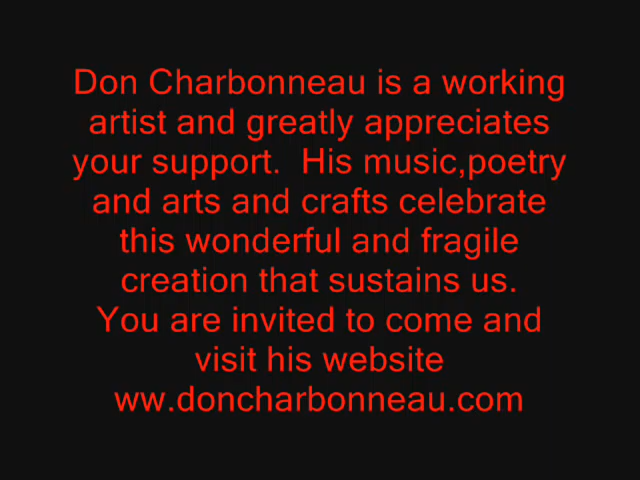 Don Charbonneau is a working
artist and greatly appreciates
your support.  His music,poetry
and arts and crafts celebrate
this wonderful and fragile
creation that sustains us.
You are invited to come and
visit his website
ww.doncharbonneau.com